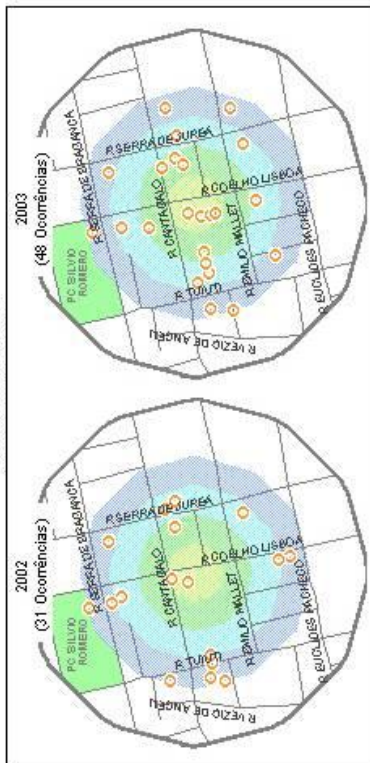 2002
(31 Ocorrências)
PC. SILVIO
ROMERO
R SERRA DE BRAGANCA
R SERRA DE JUREA
R CANTAGALO
R COELHO LISBOA
R TUIUTI
R EMILIO MALLET
R VEZIO DE ANGELI
R EUCLIDES PACHECO
2003
(48 Ocorrências)
PC. SILVIO
ROMERO
R SERRA DE BRAGANCA
R SERRA DE JUREA
R CANTAGALO
R COELHO LISBOA
R TUIUTI
R EMILIO MALLET
R VEZIO DE ANGELI
R EUCLIDES PACHECO